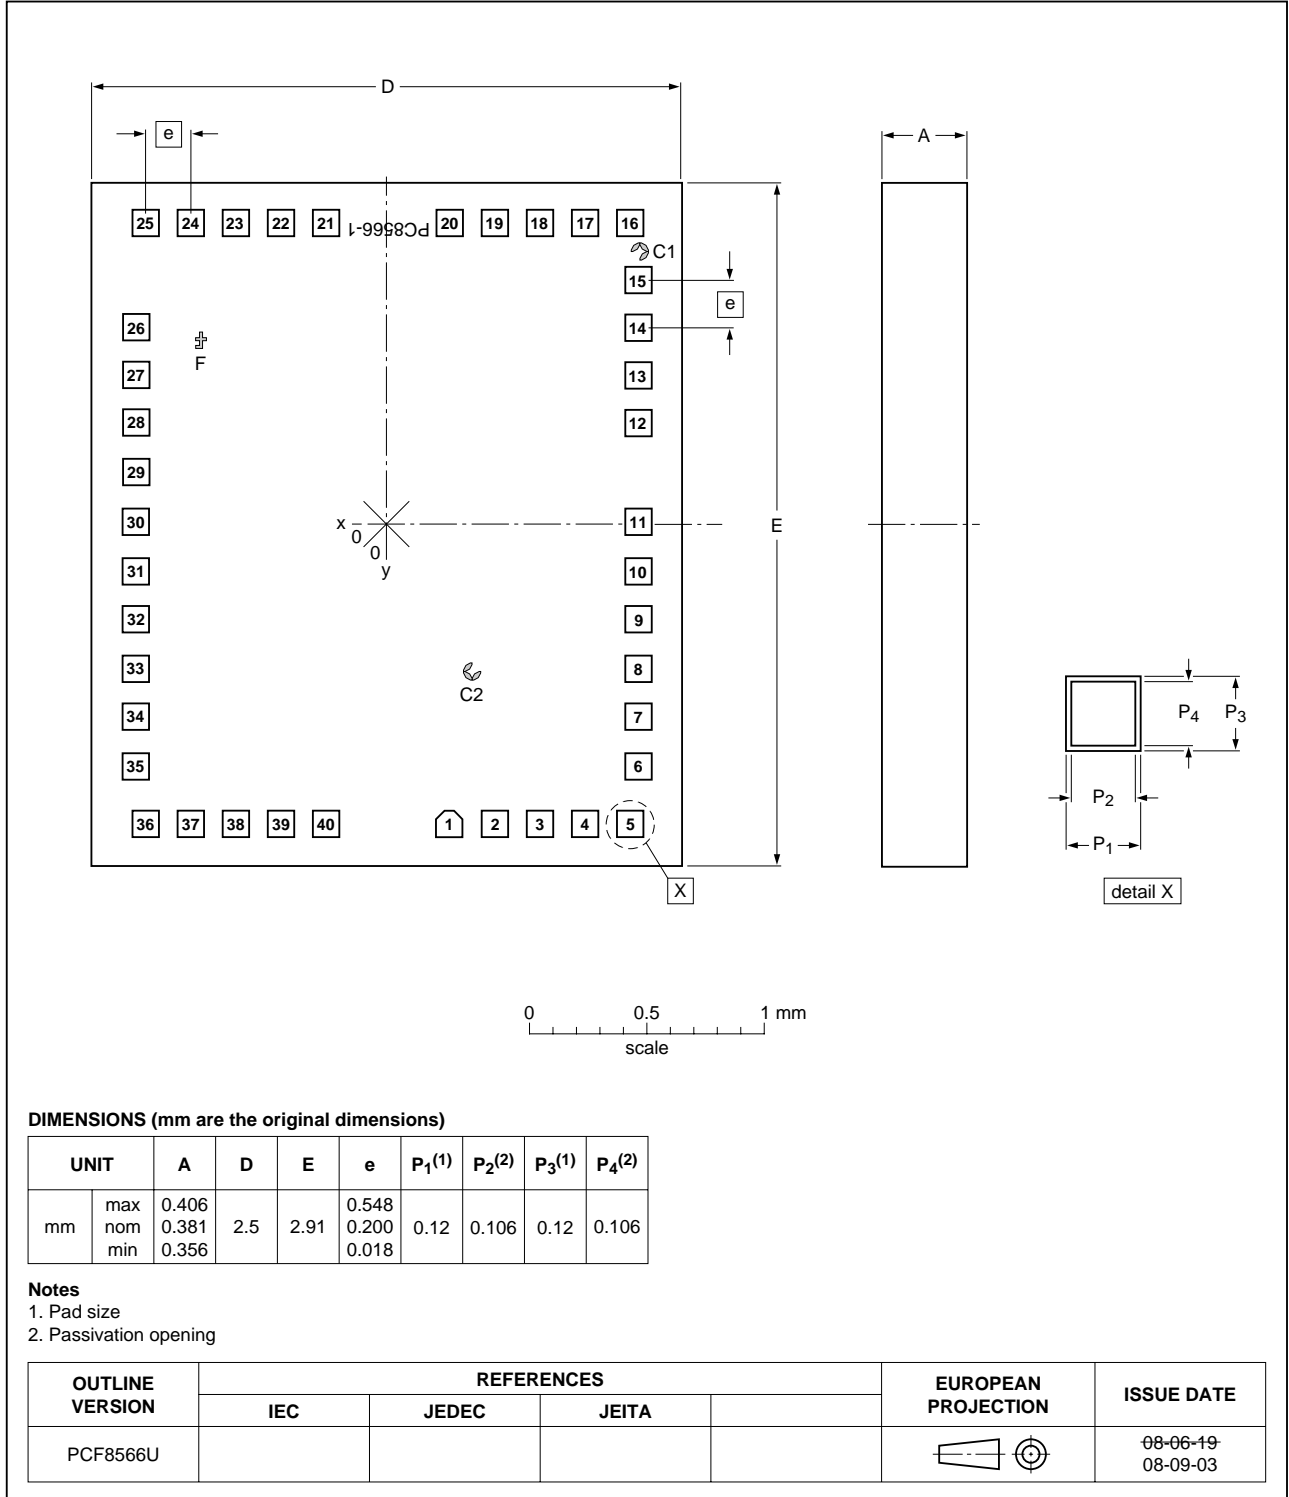 D
e
A
25 24 23 22 21 PC8566-1 20 19 18 17 16
C1
15
e
26
14
F
27
13
28
12
29
E
x
0
0
y
30
11
31
10
32
9
33
8
C2
34
7
35
6
36 37 38 39 40 1 2 3 4 5
X
P4 P3
P2
P1
detail X
0 0.5 1 mm
scale
DIMENSIONS (mm are the original dimensions)
UNIT A D E e P1(1) P2(2) P3(1) P4(2)
mm max nom min 0.406 0.381 0.356 2.5 2.91 0.548 0.200 0.018 0.12 0.106 0.12 0.106
Notes
1. Pad size
2. Passivation opening
OUTLINE VERSION REFERENCES EUROPEAN PROJECTION ISSUE DATE
IEC JEDEC JEITA
PCF8566U 08-06-19
08-09-03